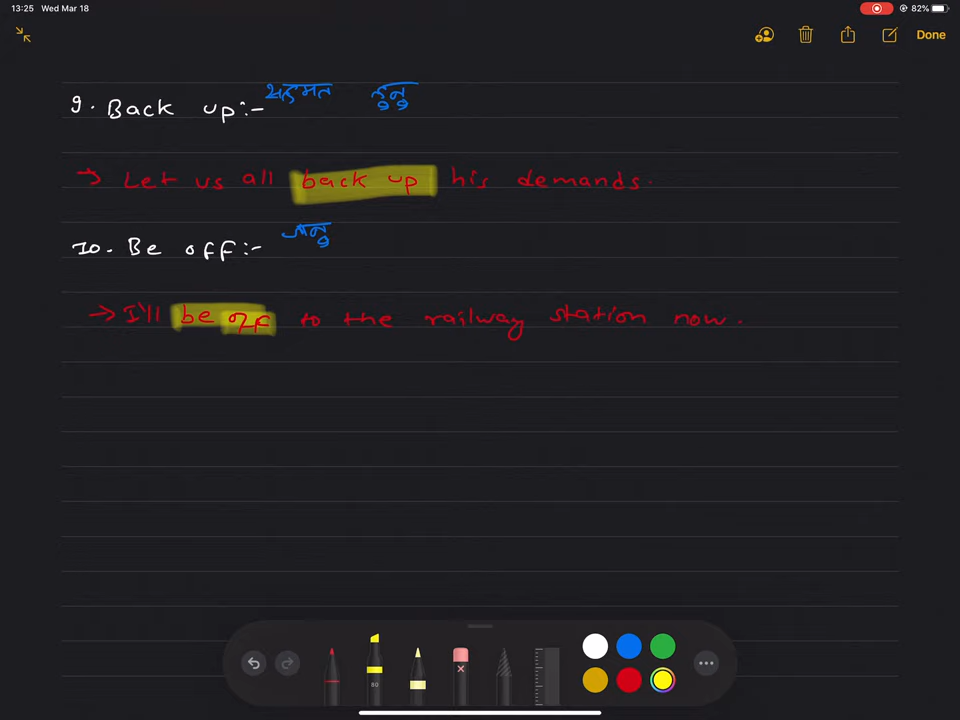 13:25 Wed Mar 18 82%
Done
9. Back up:- सहमत हुनु
→ Let us all back up his demands.
10. Be off:- जानु
→ I'll be off to the railway station now.
80